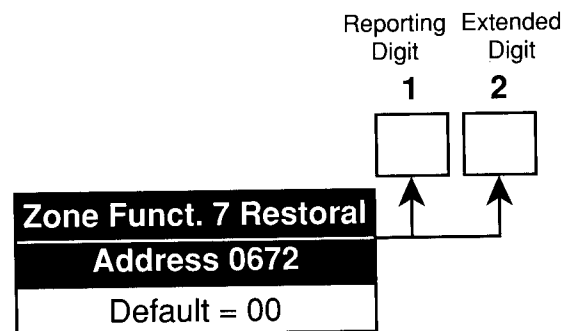 Reporting Extended
Digit Digit
1 2
Zone Funct. 7 Restoral
Address 0672
Default = 00